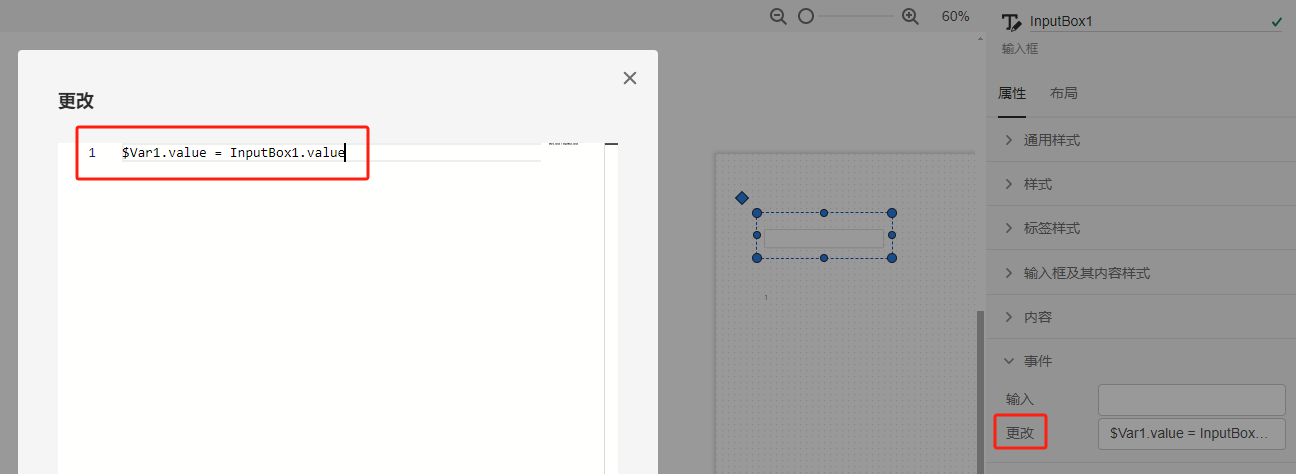 60%
InputBox1
输入框
属性 布局
通用样式
样式
标签样式
输入框及其内容样式
内容
事件
输入
更改 $Var1.value = InputBox...
更改
1 $Var1.value = InputBox1.value
1